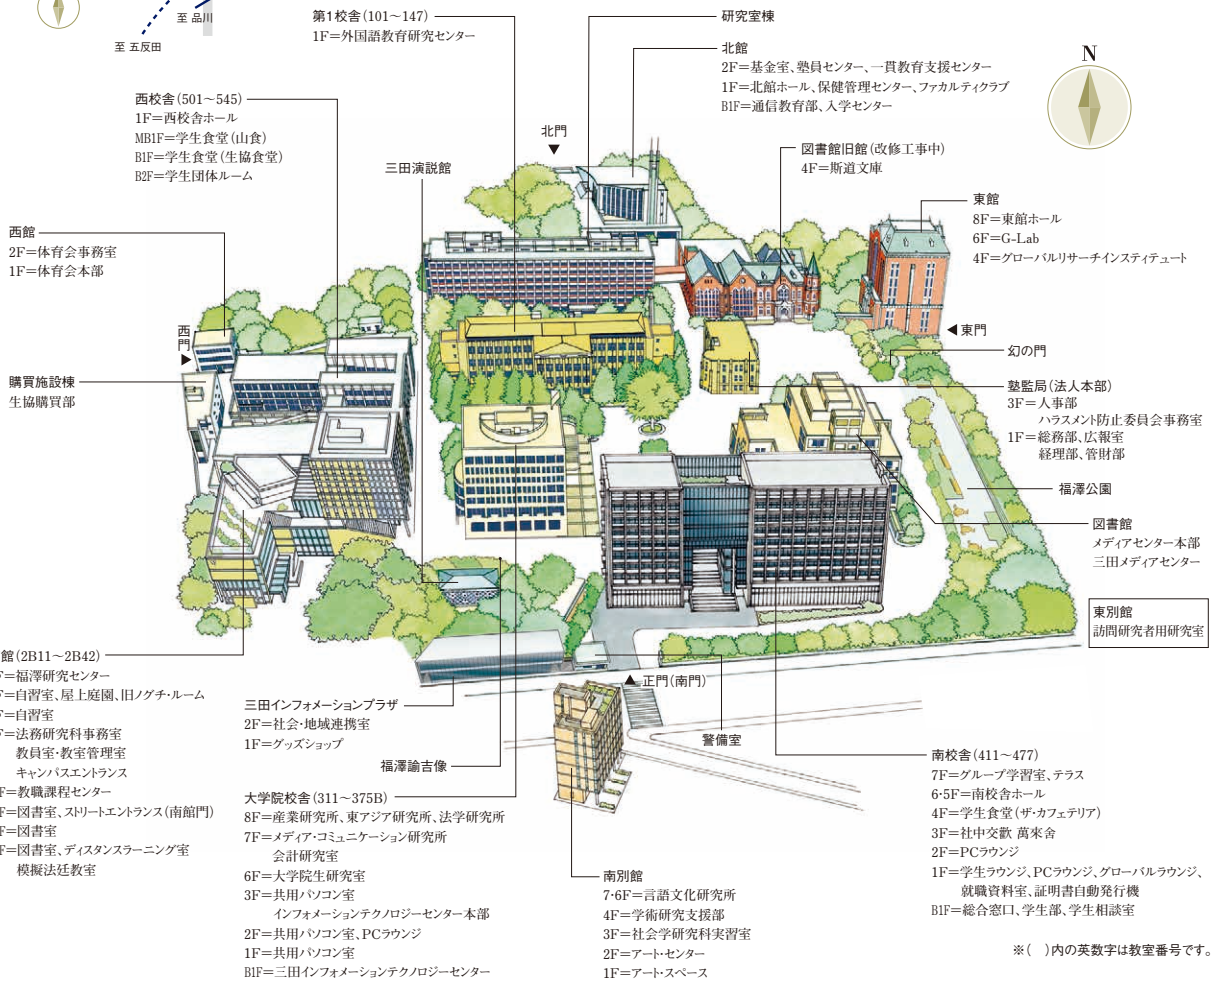 至 品川
至 五反田
第1校舎(101〜147)
1F=外国語教育研究センター
研究室棟
北館
2F=基金室、塾員センター、一貫教育支援センター
1F=北館ホール、保健管理センター、ファカルティクラブ
B1F=通信教育部、入学センター
N
西校舎(501〜545)
1F=西校舎ホール
MB1F=学生食堂(山食)
B1F=学生食堂(生協食堂)
B2F=学生団体ルーム
北門
三田演説館
図書館旧館(改修工事中)
4F=斯道文庫
東館
8F=東館ホール
6F=G-Lab
4F=グローバルリサーチインスティテュート
西館
2F=体育会事務室
1F=体育会本部
西門
東門
幻の門
購買施設棟
生協購買部
塾監局(法人本部)
3F=人事部
ハラスメント防止委員会事務室
1F=総務部、広報室
経理部、管財部
福澤公園
図書館
メディアセンター本部
三田メディアセンター
東別館
訪問研究者用研究室
館(2B11〜2B42)
F=福澤研究センター
F=自習室、屋上庭園、旧ノグチ・ルーム
F=自習室
F=法務研究科事務室
教員室・教室管理室
キャンパスエントランス
F=教職課程センター
F=図書室、ストリートエントランス(南館門)
F=図書室
F=図書室、ディスタンスラーニング室
模擬法廷教室
三田インフォメーションプラザ
2F=社会・地域連携室
1F=グッズショップ
正門(南門)
警備室
福澤諭吉像
大学院校舎(311〜375B)
8F=産業研究所、東アジア研究所、法学研究所
7F=メディア・コミュニケーション研究所
会計研究室
6F=大学院生研究室
3F=共用パソコン室
インフォメーションテクノロジーセンター本部
2F=共用パソコン室、PCラウンジ
1F=共用パソコン室
B1F=三田インフォメーションテクノロジーセンター
南別館
7・6F=言語文化研究所
4F=学術研究支援部
3F=社会学研究科実習室
2F=アート・センター
1F=アート・スペース
南校舎(411〜477)
7F=グループ学習室、テラス
6・5F=南校舎ホール
4F=学生食堂(ザ・カフェテリア)
3F=社中交歓 萬來舍
2F=PCラウンジ
1F=学生ラウンジ、PCラウンジ、グローバルラウンジ、
就職資料室、証明書自動発行機
B1F=総合窓口、学生部、学生相談室
※(　)内の英数字は教室番号です。